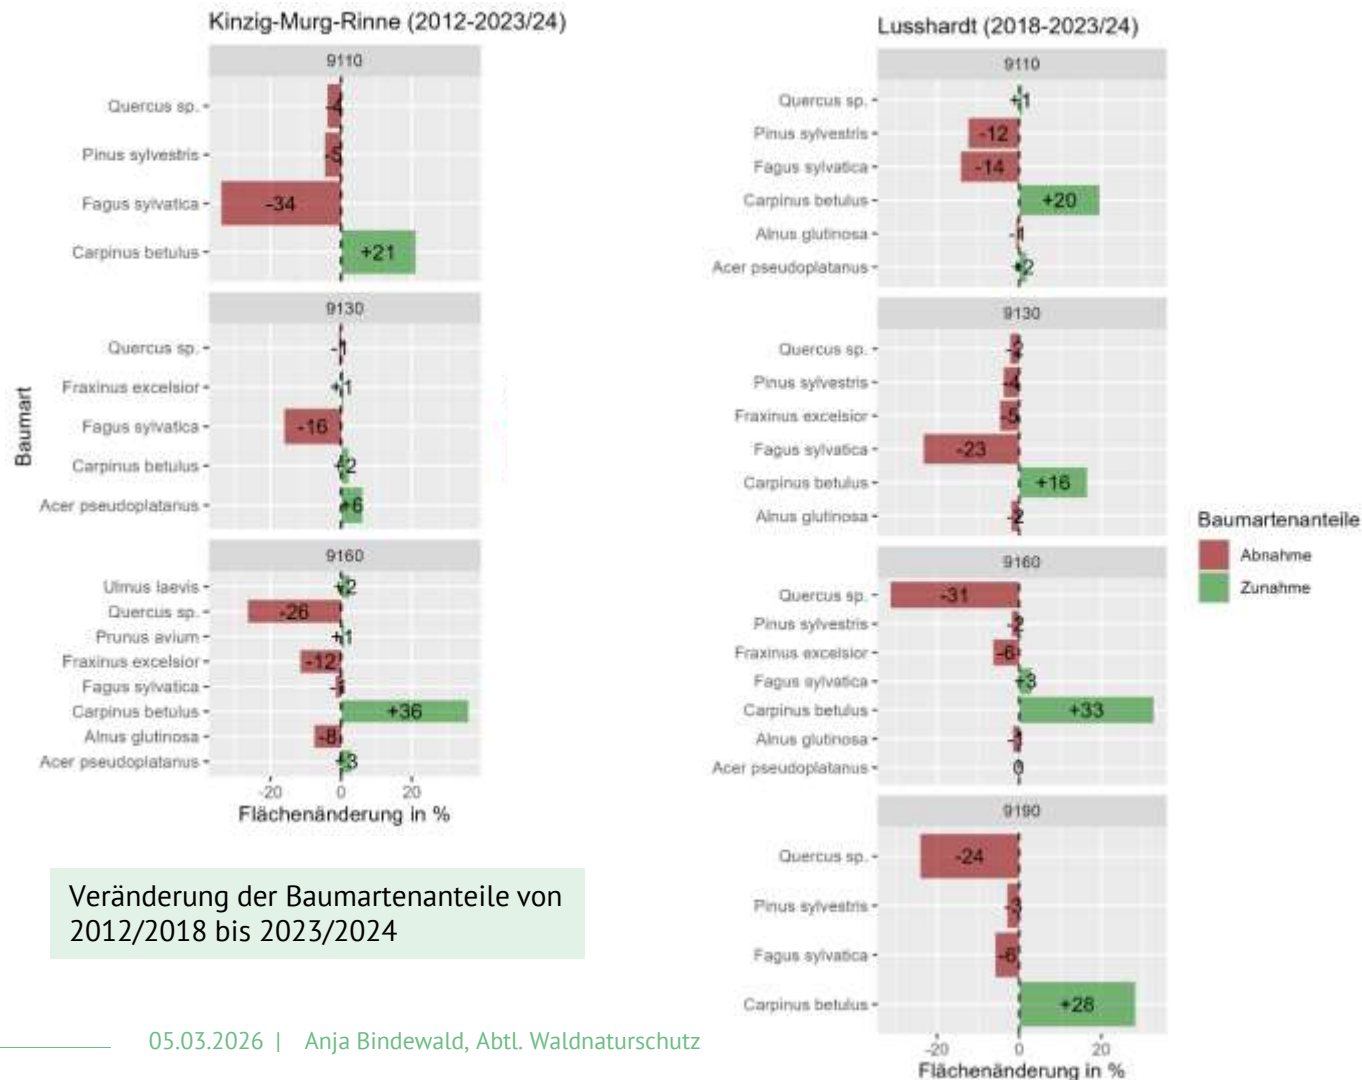 Kinzig-Murg-Rinne (2012-2023/24)
9110
Quercus sp. -4
Pinus sylvestris -5
Fagus sylvatica -34
Carpinus betulus +21
9130
Quercus sp. -1
Fraxinus excelsior +1
Fagus sylvatica -16
Carpinus betulus +2
Acer pseudoplatanus +6
9160
Ulmus laevis +2
Quercus sp. -26
Prunus avium +1
Fraxinus excelsior -12
Fagus sylvatica
Carpinus betulus +36
Alnus glutinosa -8
Acer pseudoplatanus +3
-20 0 20
Flächenänderung in %
Baumart
Lusshardt (2018-2023/24)
9110
Quercus sp. +1
Pinus sylvestris -12
Fagus sylvatica -14
Carpinus betulus +20
Alnus glutinosa -1
Acer pseudoplatanus +2
9130
Quercus sp. -2
Pinus sylvestris -4
Fraxinus excelsior -5
Fagus sylvatica -23
Carpinus betulus +16
Alnus glutinosa -2
9160
Quercus sp. -31
Pinus sylvestris -2
Fraxinus excelsior -6
Fagus sylvatica +3
Carpinus betulus +33
Alnus glutinosa -1
Acer pseudoplatanus 0
9190
Quercus sp. -24
Pinus sylvestris -3
Fagus sylvatica -6
Carpinus betulus +28
-20 0 20
Flächenänderung in %
Baumartenanteile
Abnahme
Zunahme
Veränderung der Baumartenanteile von
2012/2018 bis 2023/2024
05.03.2026 | Anja Bindewald, Abtl. Waldnaturschutz